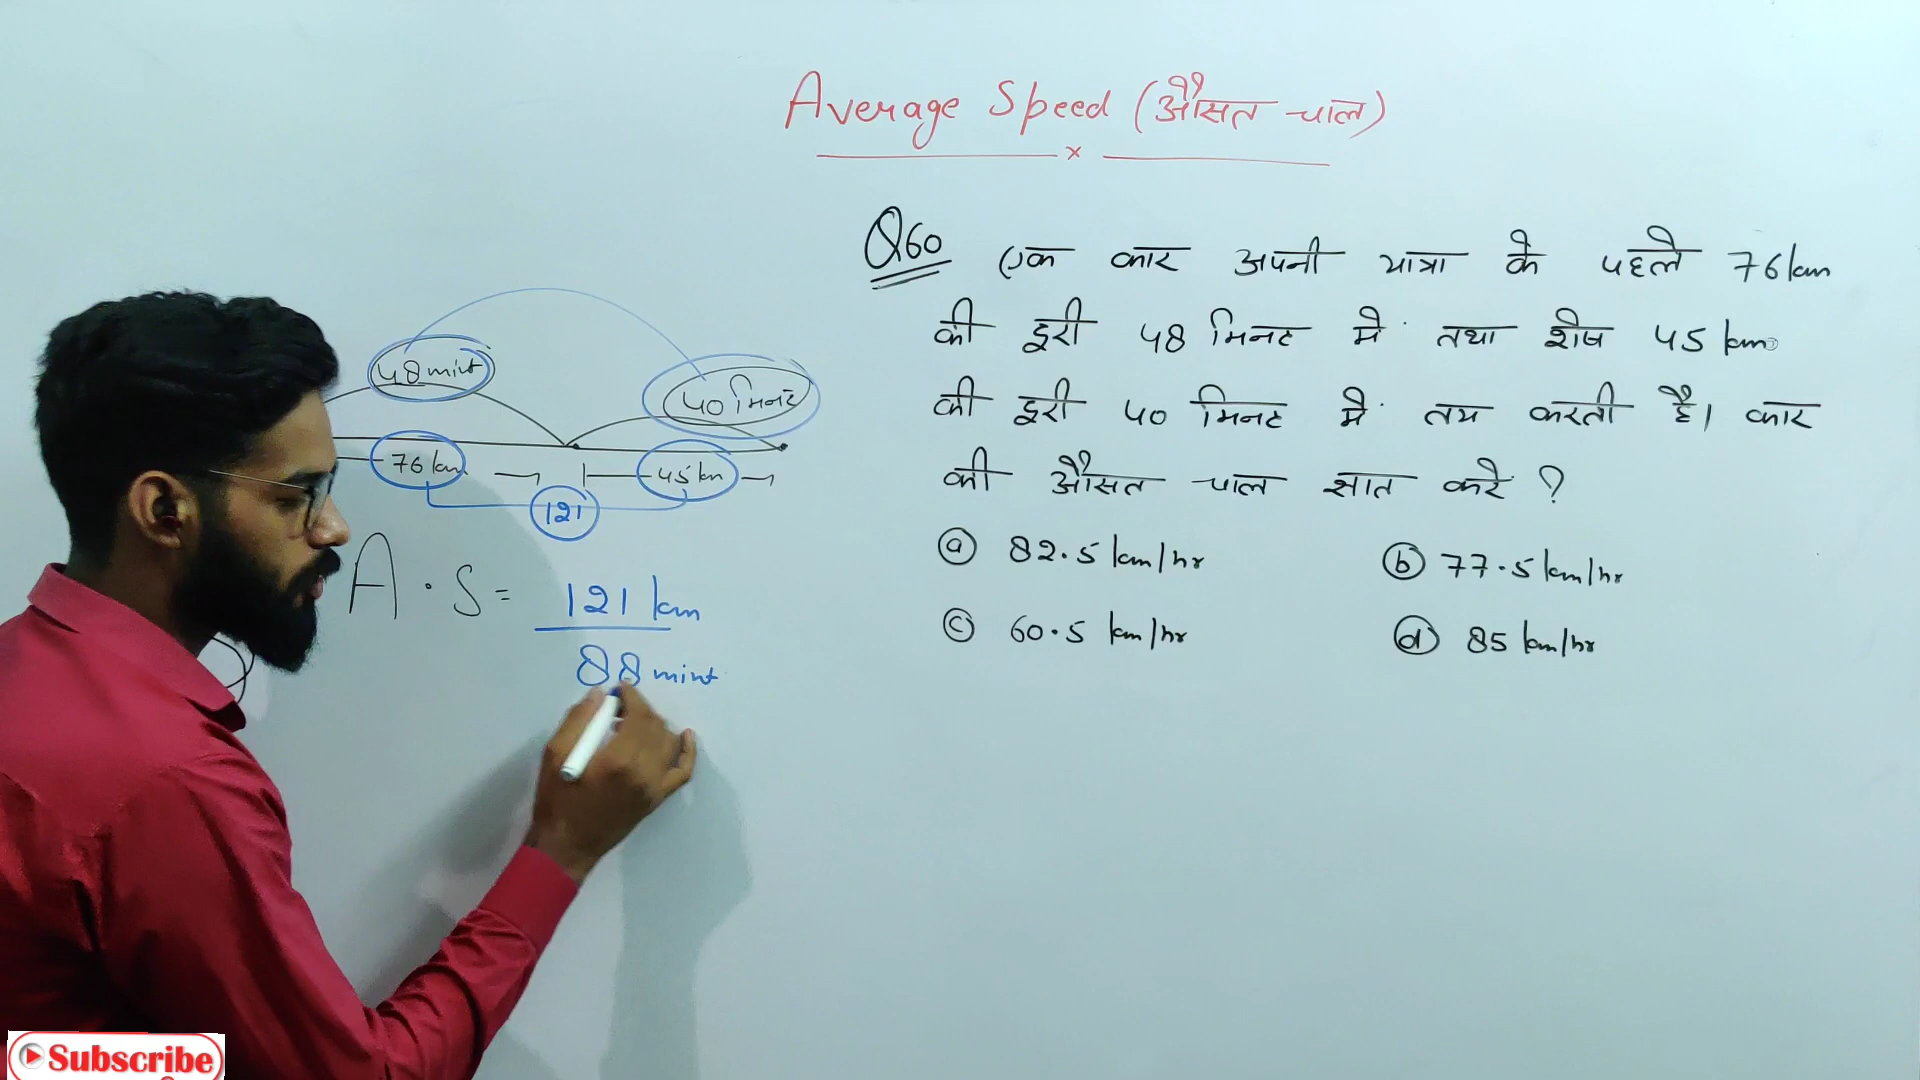 Average Speed (औसत चाल)
x
Q60 एक कार अपनी यात्रा के पहले 76 km
की दूरी 48 मिनट में तथा शेष 45 km
की दूरी 40 मिनट में तय करती है। कार
की औसत चाल ज्ञात करें ?
(a) 82.5 km/hr (b) 77.5 km/hr
(c) 60.5 km/hr (d) 85 km/hr
48 mint 40 मिनट
76 km 45 km
121
A.S = 121 km
88 mint
Subscribe